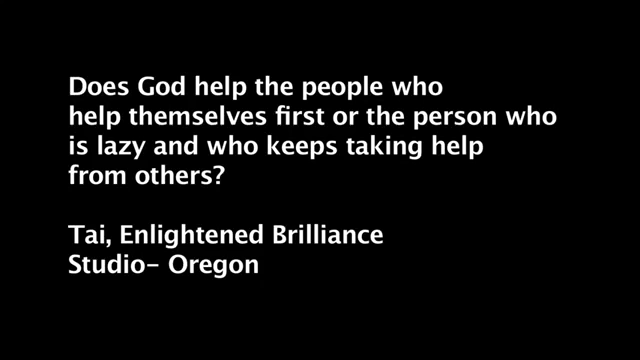 Does God help the people who
help themselves first or the person who
is lazy and who keeps taking help
from others?
Tai, Enlightened Brilliance
Studio- Oregon